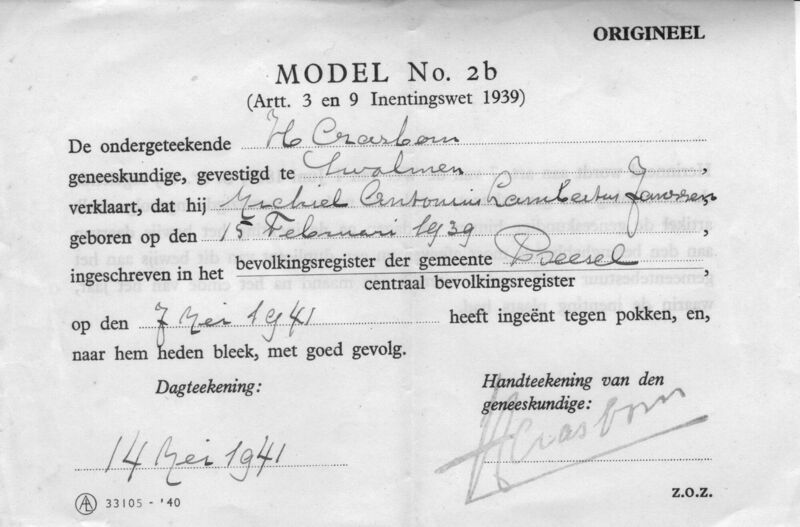 ORIGINEEL
MODEL No. 2b
(Artt. 3 en 9 Inentingswet 1939)
De ondergeteekende H Crasborn
geneeskundige, gevestigd te Swalmen,
verklaart, dat hij Michiel Antonius Lambertus Janssen
geboren op den 15 Februari 1939,
ingeschreven in het bevolkingsregister der gemeente Beesel
centraal bevolkingsregister,
op den 7 Mei 1941 heeft ingeënt tegen pokken, en,
naar hem heden bleek, met goed gevolg.
Dagteekening:
Handteekening van den
geneeskundige:
14 Mei 1941
HCrasborn
AL 33105 - '40
z.o.z.